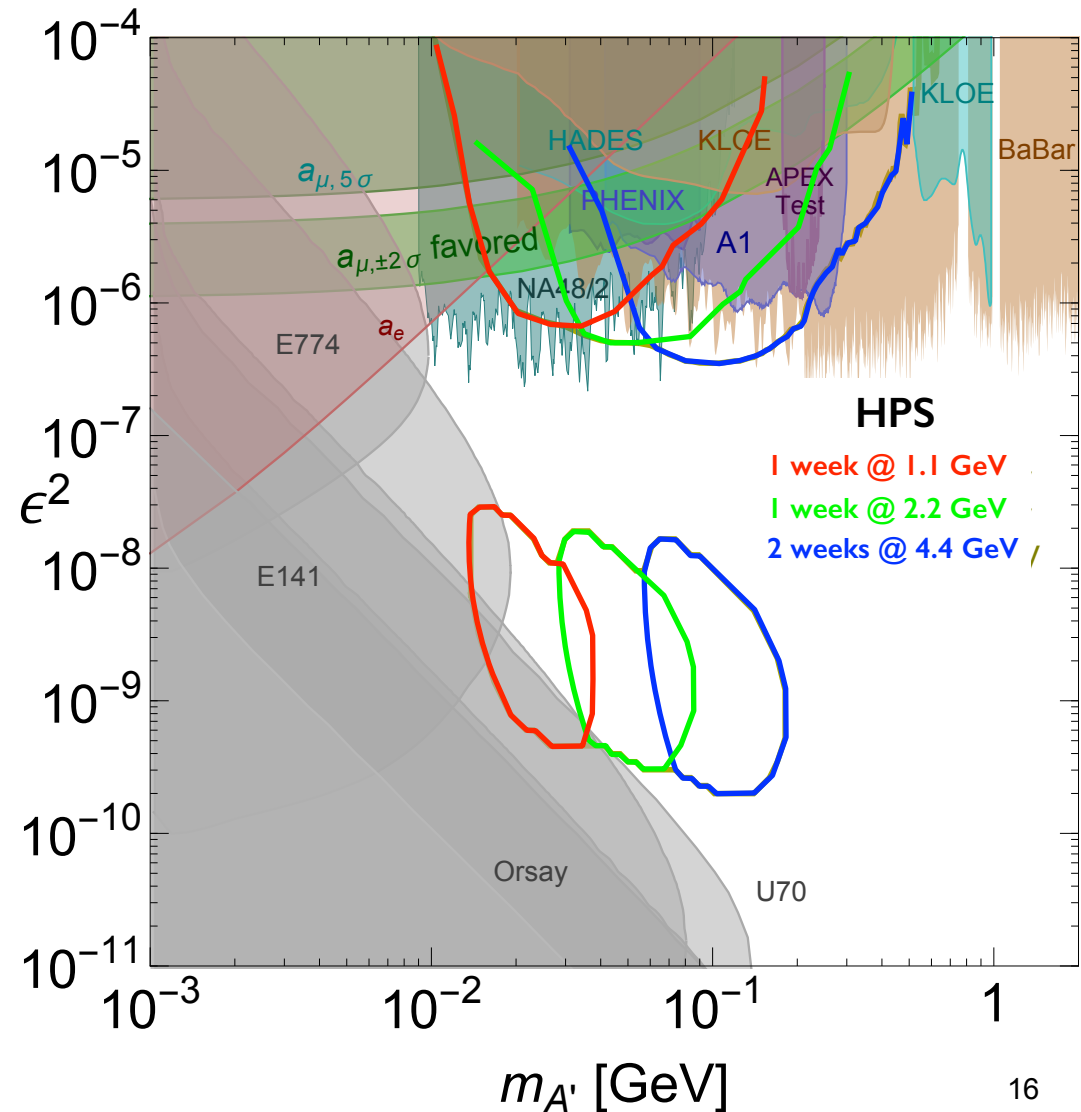 10⁻⁴
10⁻⁵
10⁻⁶
10⁻⁷
10⁻⁸
10⁻⁹
10⁻¹⁰
10⁻¹¹
ϵ²
KLOE
HADES
KLOE
BaBar
a_μ, 5 σ
APEX
Test
PHENIX
A1
a_μ,±2 σ favored
NA48/2
a_e
E774
HPS
1 week @ 1.1 GeV
1 week @ 2.2 GeV
2 weeks @ 4.4 GeV
E141
Orsay
U70
10⁻³
10⁻²
10⁻¹
1
m_A' [GeV]
16